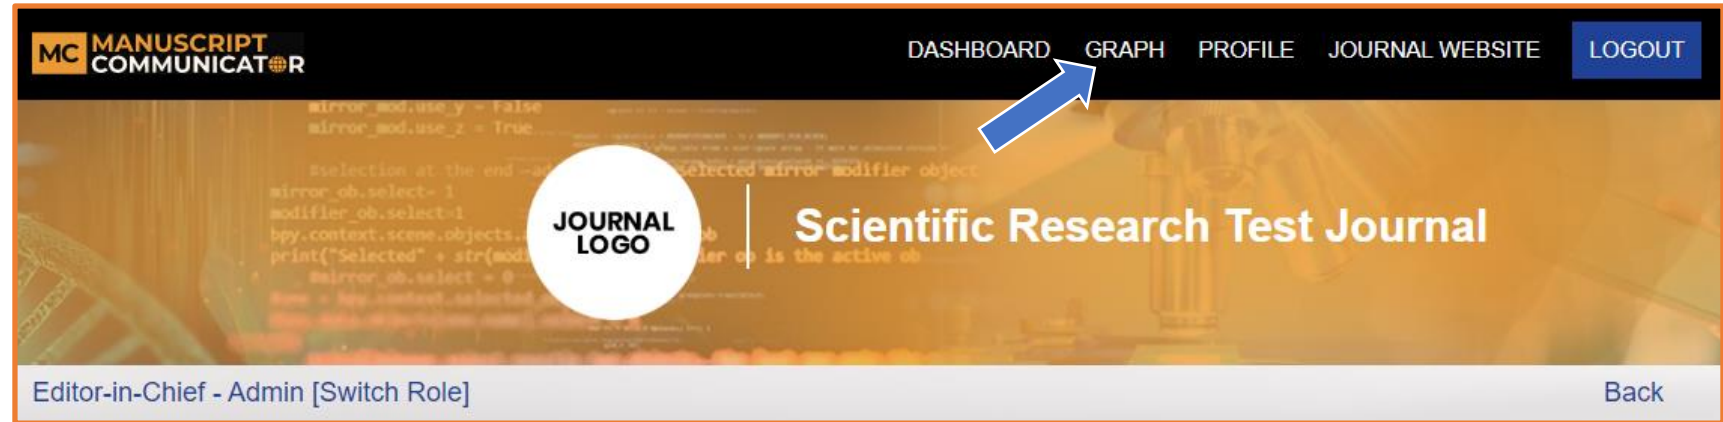 MC MANUSCRIPT
COMMUNICATOR
DASHBOARD GRAPH PROFILE JOURNAL WEBSITE LOGOUT
mirror_mod.use_y = False
mirror_mod.use_z = True
#selection at the end -ad
selected mirror modifier object
mirror_ob.select= 1
modifier_ob.select=1
bpy.context.scene.objects.
ob
print("Selected" + str(modi
ier ob is the active ob
#mirror_ob.select = 0
JOURNAL
LOGO
Scientific Research Test Journal
Editor-in-Chief - Admin [Switch Role]
Back